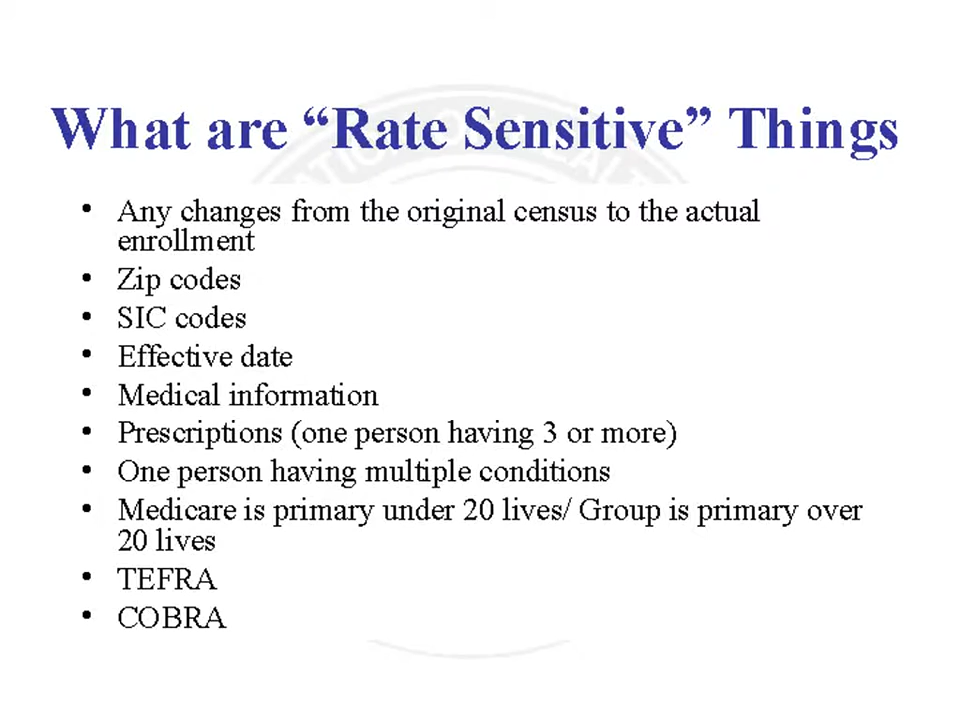 What are “Rate Sensitive” Things
• Any changes from the original census to the actual
enrollment
• Zip codes
• SIC codes
• Effective date
• Medical information
• Prescriptions (one person having 3 or more)
• One person having multiple conditions
• Medicare is primary under 20 lives/ Group is primary over
20 lives
• TEFRA
• COBRA